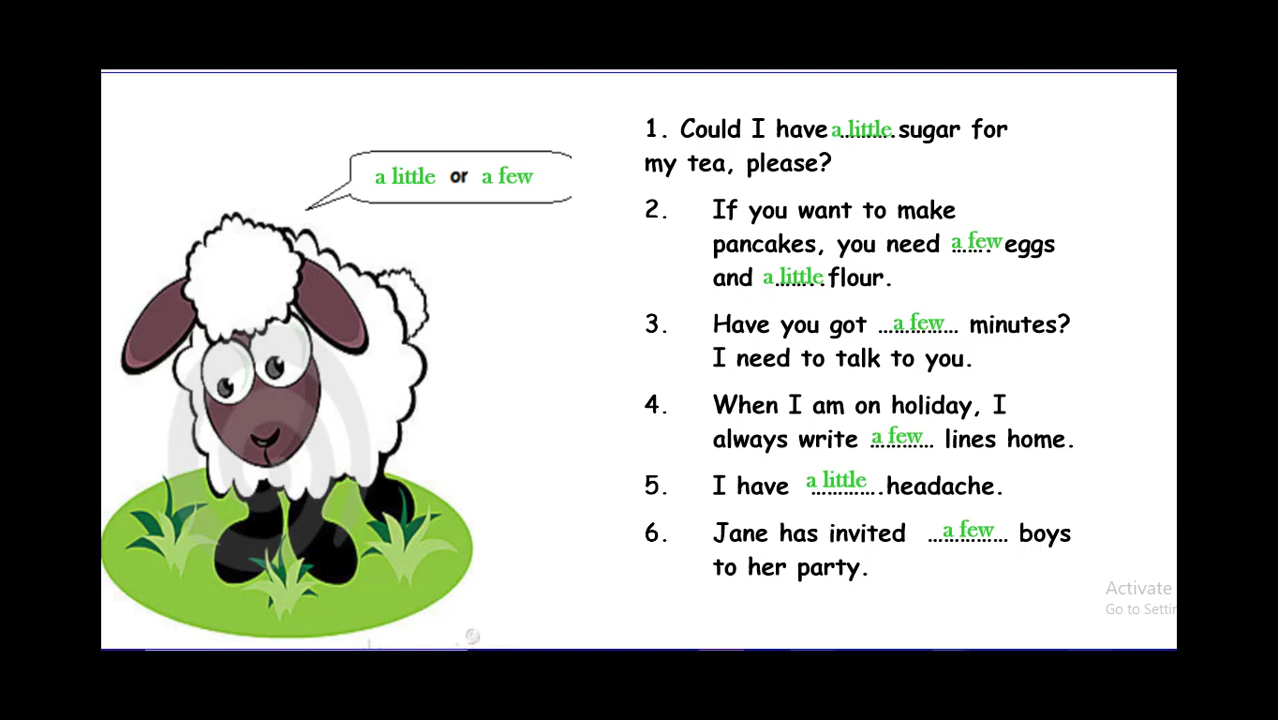 a little or a few
1. Could I have a little sugar for
my tea, please?
2. If you want to make
pancakes, you need a few eggs
and a little flour.
3. Have you got a few minutes?
I need to talk to you.
4. When I am on holiday, I
always write a few lines home.
5. I have a little headache.
6. Jane has invited a few boys
to her party.
Activate
Go to Settin